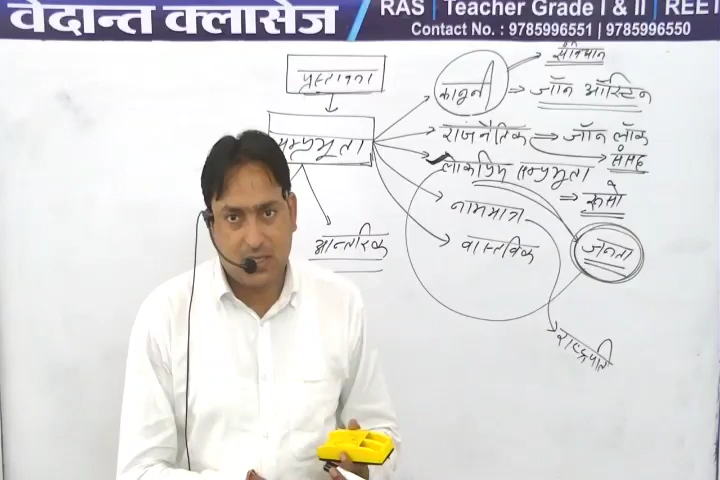 वेदान्त क्लासेज
RAS | Teacher Grade I & II | REET
Contact No. : 9785996551 | 9785996550
प्रस्तावना
सम्प्रभुता
आन्तरिक
कानूनी
संविधान
जॉन ऑस्टिन
राजनैतिक
जॉन लॉक
संसद
लोकप्रिय सम्प्रभुता
रूसो
नाममात्र
वास्तविक
जनता
राष्ट्रपति